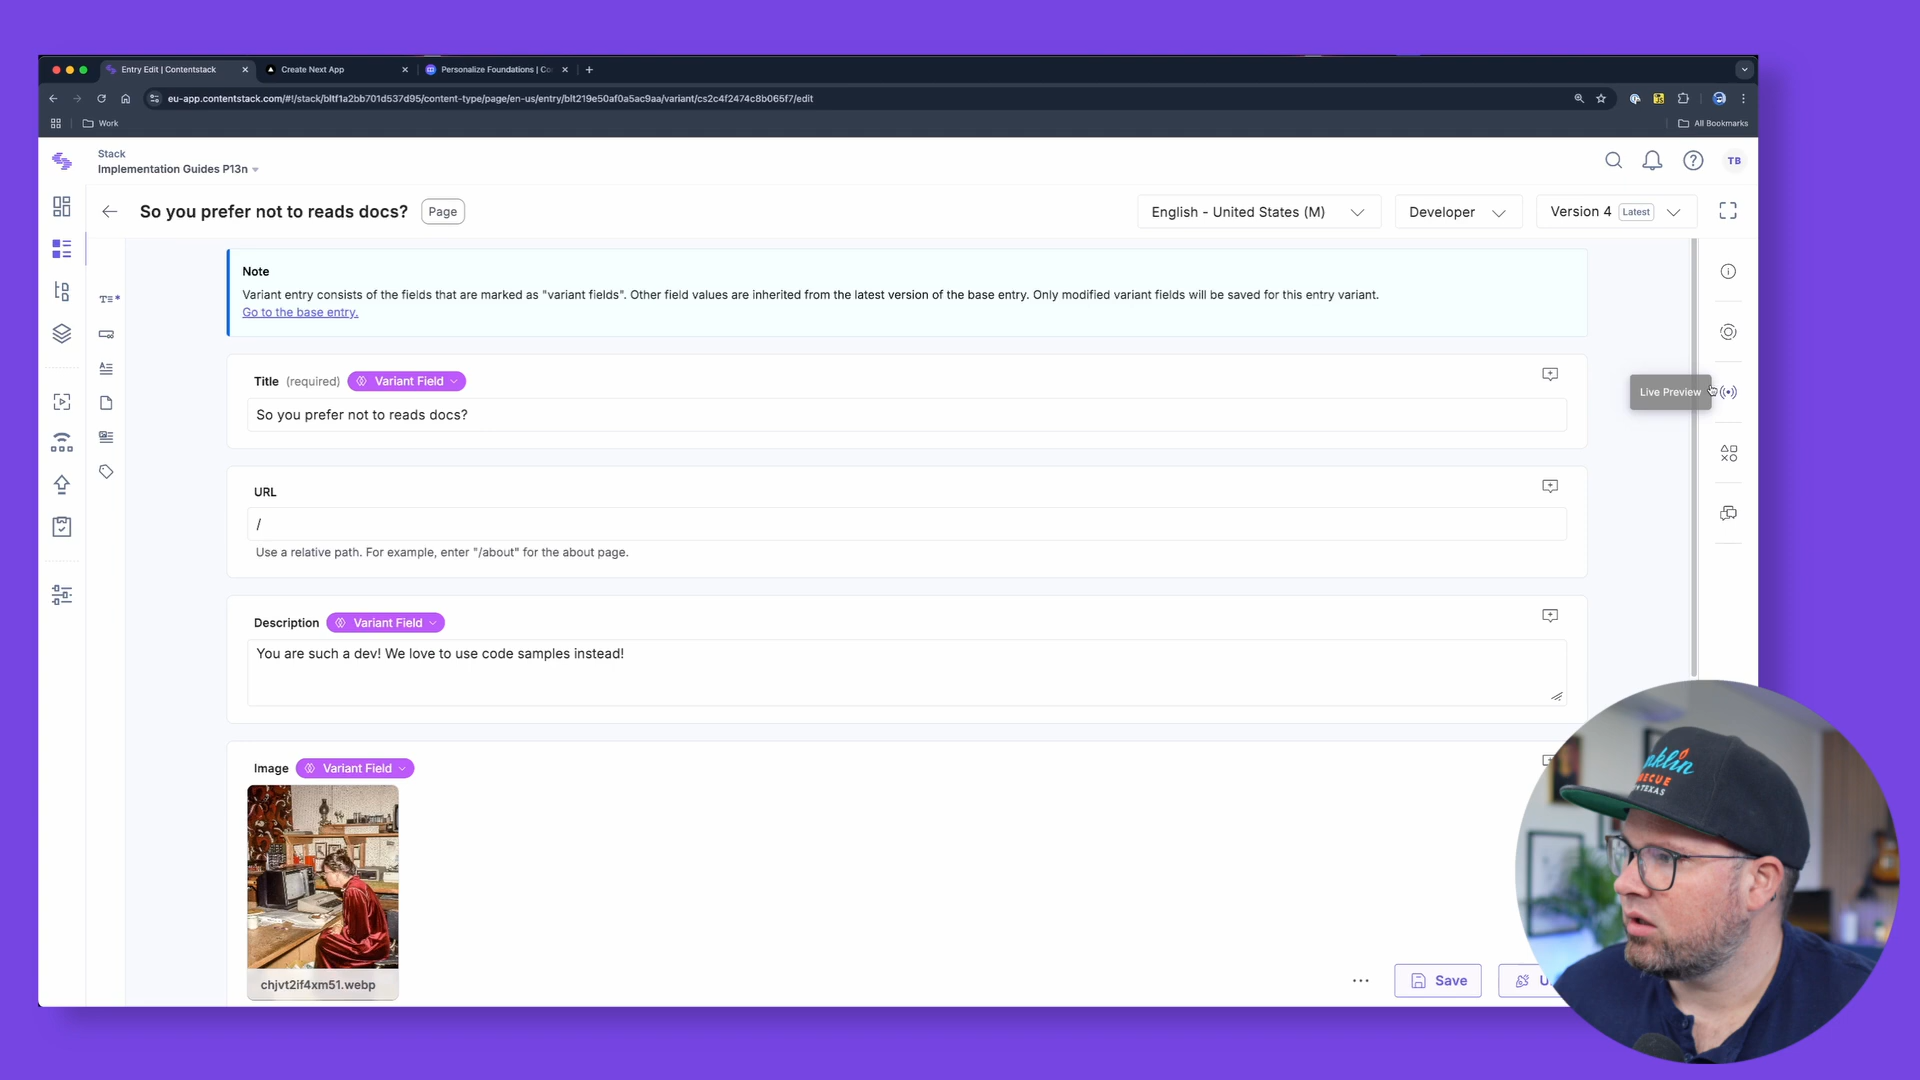 Entry Edit | Contentstack
Create Next App
Personalize Foundations | Co
eu-app.contentstack.com/#!/stack/bltf1a2bb701d537d95/content-type/page/en-us/entry/blt219e50af0a5ac9aa/variant/cs2c4f2474c8b065f7/edit
Work
All Bookmarks
Stack
Implementation Guides P13n
TB
So you prefer not to reads docs?
Page
English - United States (M)
Developer
Version 4
Latest
Note
Variant entry consists of the fields that are marked as "variant fields". Other field values are inherited from the latest version of the base entry. Only modified variant fields will be saved for this entry variant.
Go to the base entry.
Title (required)
Variant Field
Live Preview
So you prefer not to reads docs?
URL
/
Use a relative path. For example, enter "/about" for the about page.
Description
Variant Field
You are such a dev! We love to use code samples instead!
Image
Variant Field
chjvt2if4xm51.webp
Save